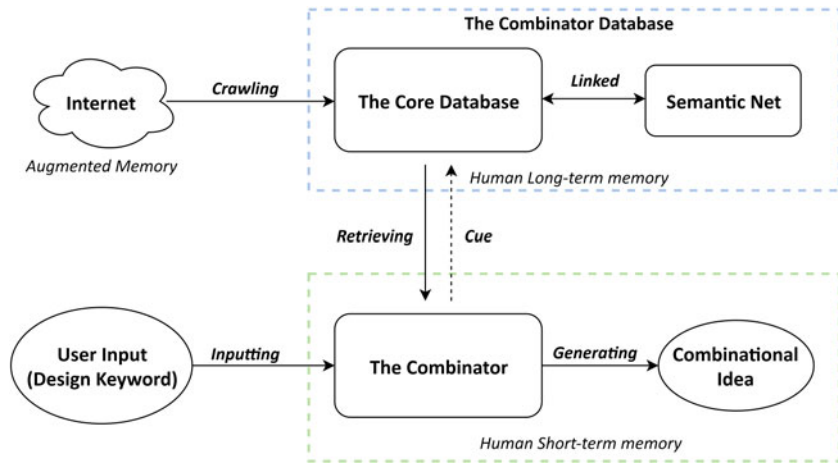 The Combinator Database
Internet
Crawling
The Core Database
Linked
Semantic Net
Augmented Memory
Human Long-term memory
Retrieving
Cue
User Input
(Design Keyword)
Inputting
The Combinator
Generating
Combinational
Idea
Human Short-term memory